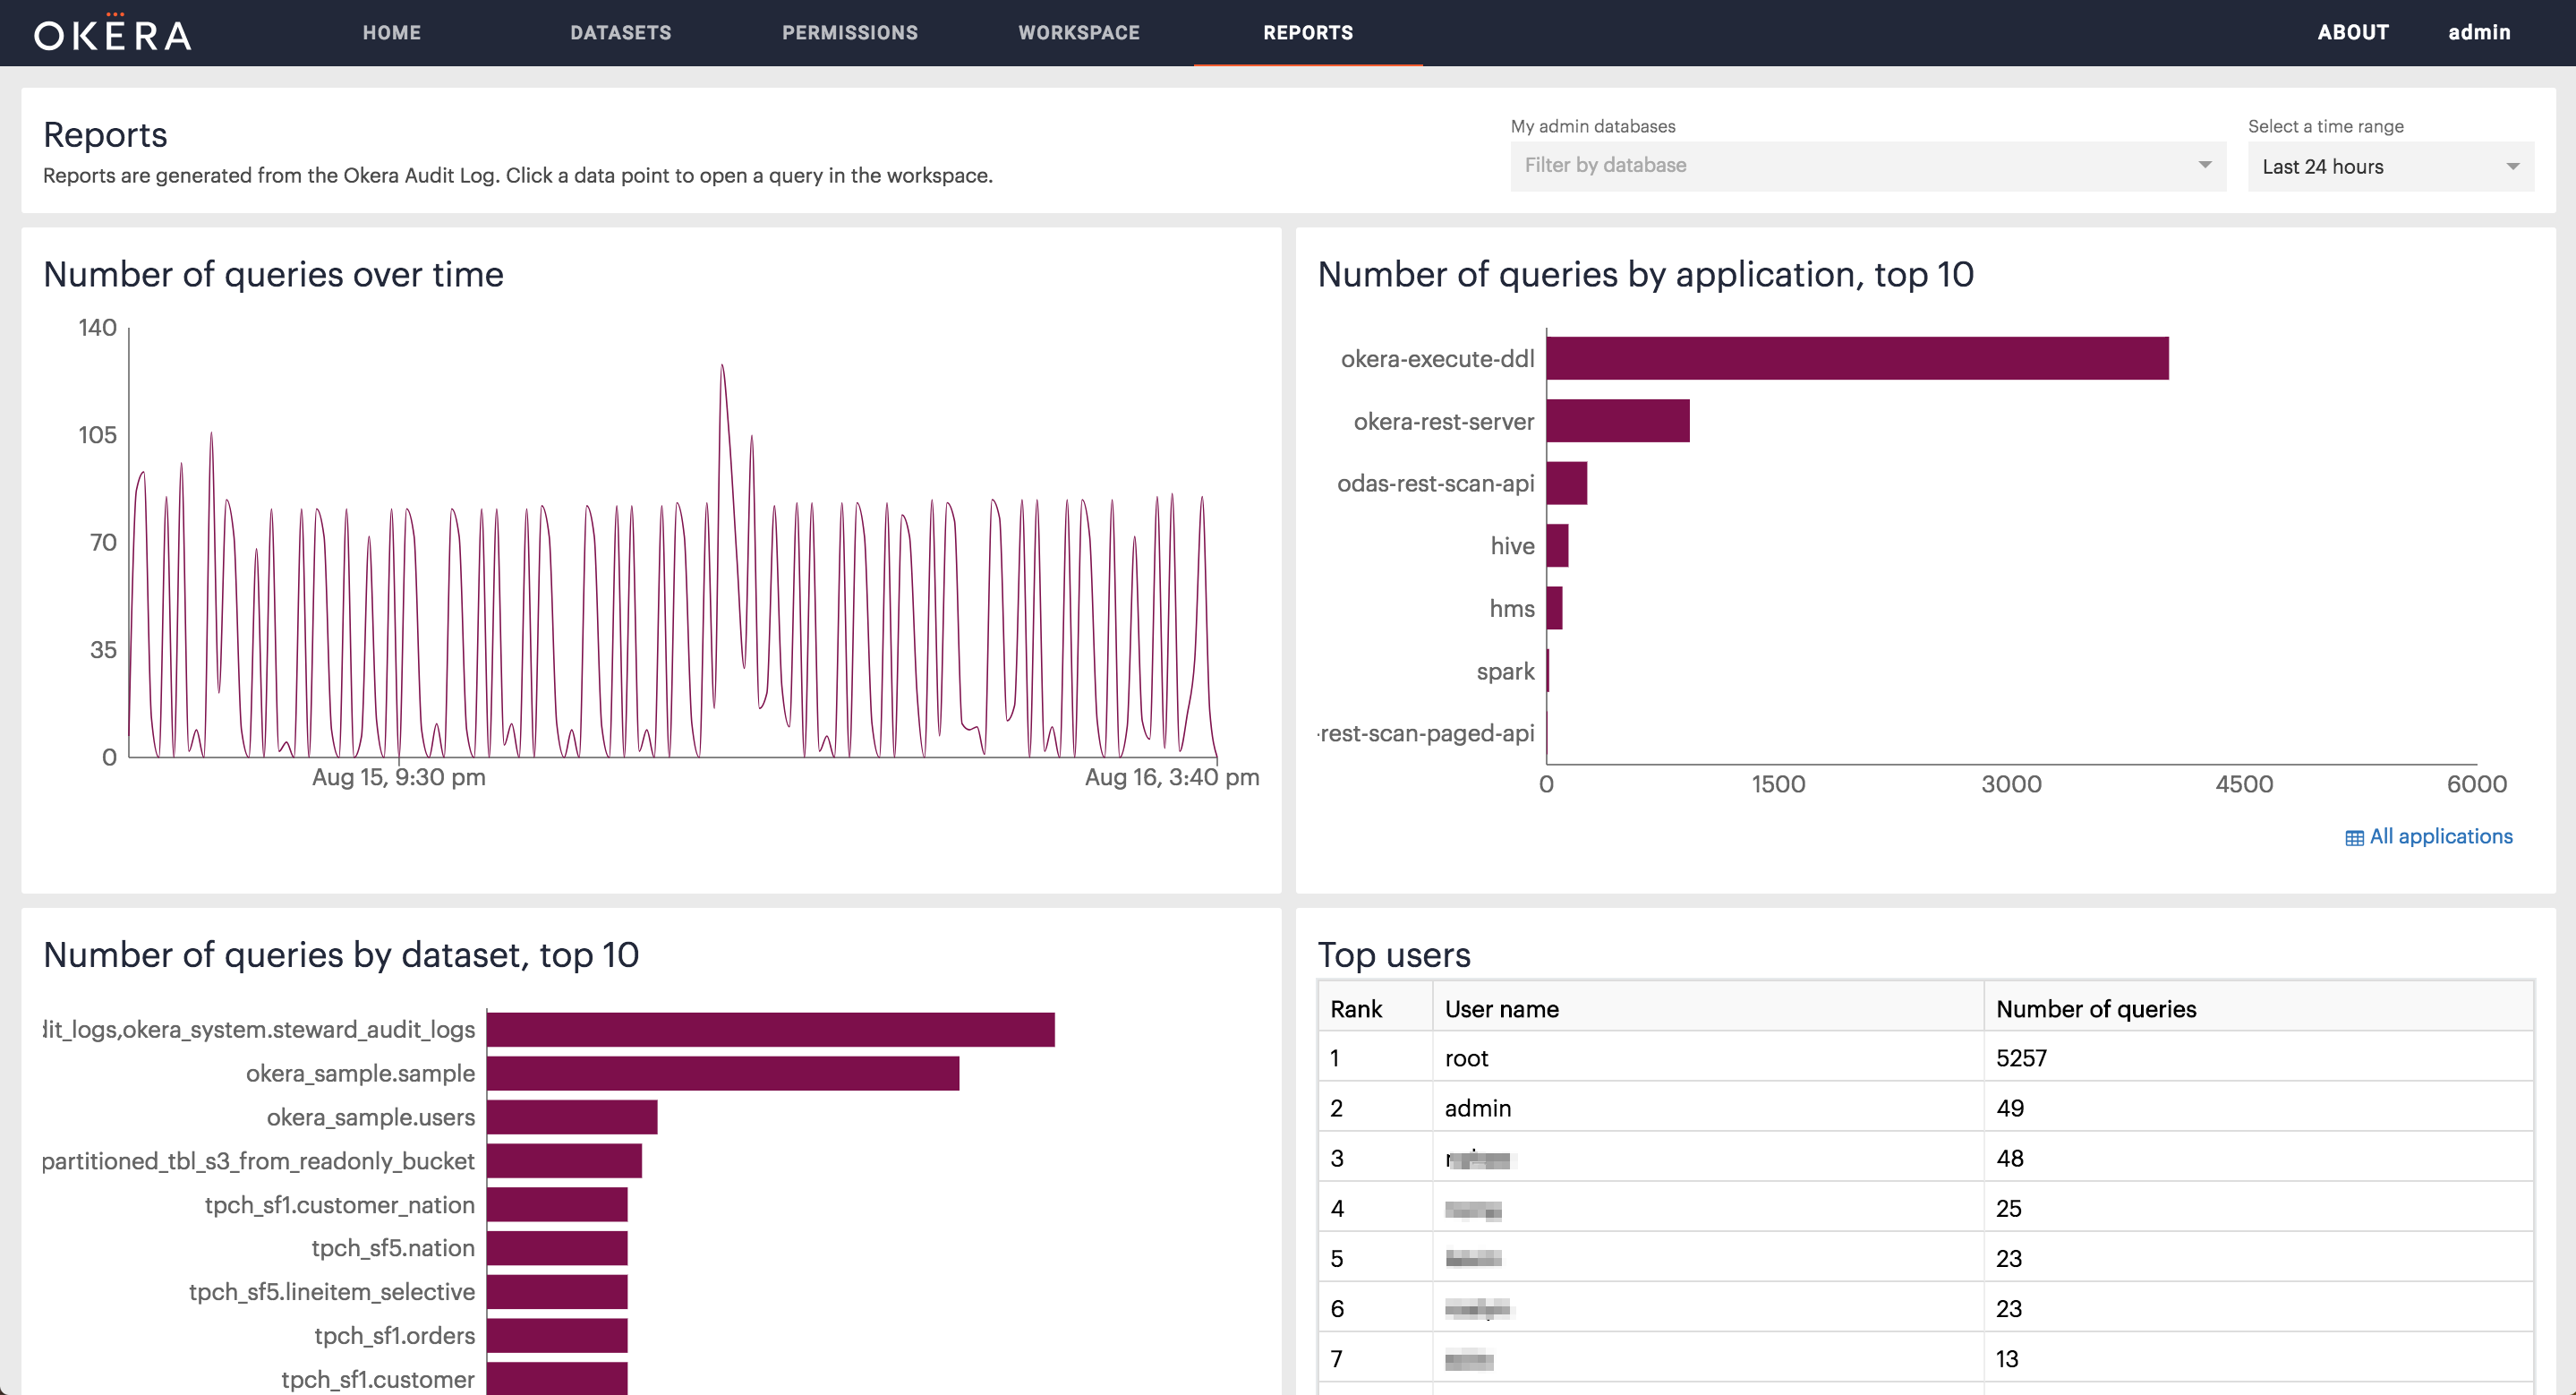 OKERA
HOME DATASETS PERMISSIONS WORKSPACE REPORTS ABOUT admin
Reports
Reports are generated from the Okera Audit Log. Click a data point to open a query in the workspace.
My admin databases
Filter by database
Select a time range
Last 24 hours
Number of queries over time
140
105
70
35
0
Aug 15, 9:30 pm Aug 16, 3:40 pm
Number of queries by application, top 10
okera-execute-ddl
okera-rest-server
odas-rest-scan-api
hive
hms
spark
-rest-scan-paged-api
0 1500 3000 4500 6000
All applications
Number of queries by dataset, top 10
dit_logs,okera_system.steward_audit_logs
okera_sample.sample
okera_sample.users
partitioned_tbl_s3_from_readonly_bucket
tpch_sf1.customer_nation
tpch_sf5.nation
tpch_sf5.lineitem_selective
tpch_sf1.orders
tpch_sf1.customer
Top users
Rank User name Number of queries
1 root 5257
2 admin 49
3 48
4 25
5 23
6 23
7 13